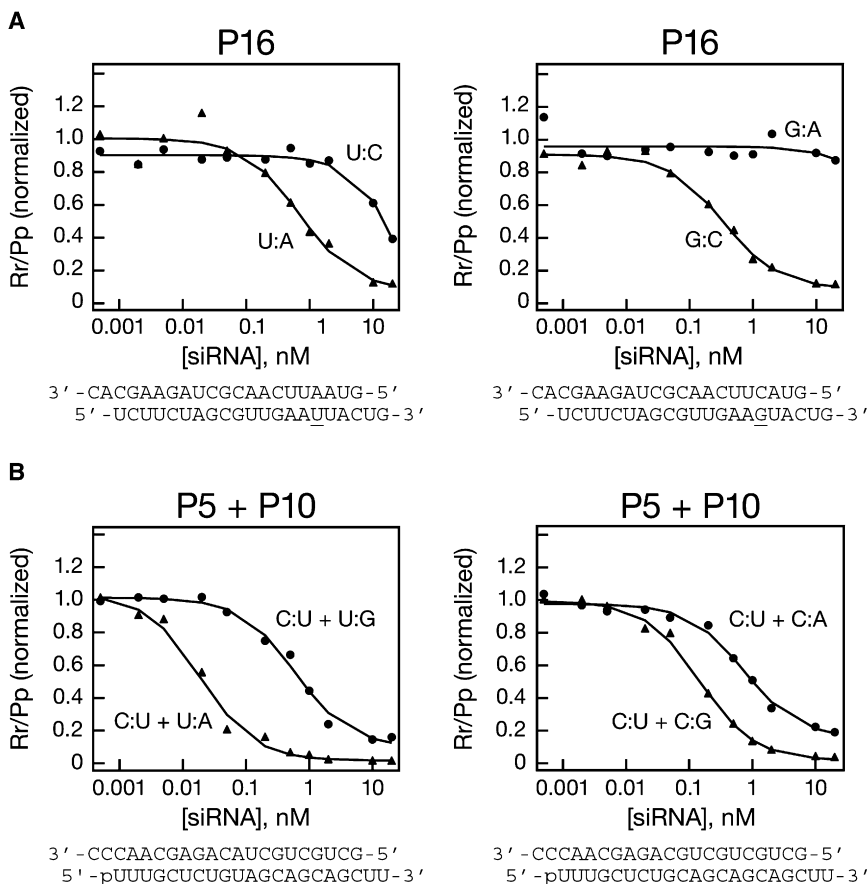 A
P16
P16
Rr/Pp (normalized)
1.2
1.0
0.8
0.6
0.4
0.2
0
U:C
U:A
0.001 0.01 0.1 1 10
[siRNA], nM
3′-CACGAAGAUCGCAACUUAAUG-5′
5′-UCUUCUAGCGUUGAAUUACUG-3′
Rr/Pp (normalized)
1.2
1.0
0.8
0.6
0.4
0.2
0
G:A
G:C
0.001 0.01 0.1 1 10
[siRNA], nM
3′-CACGAAGAUCGCAACUUCAUG-5′
5′-UCUUCUAGCGUUGAAGUACUG-3′
B
P5 + P10
P5 + P10
Rr/Pp (normalized)
1.2
1.0
0.8
0.6
0.4
0.2
0
C:U + U:G
C:U + U:A
0.001 0.01 0.1 1 10
[siRNA], nM
3′-CCCAACGAGACAUCGUCGUCG-5′
5'-pUUUGCUCUGUAGCAGCAGCUU-3′
Rr/Pp (normalized)
1.2
1.0
0.8
0.6
0.4
0.2
0
C:U + C:A
C:U + C:G
0.001 0.01 0.1 1 10
[siRNA], nM
3′-CCCAACGAGACGUCGUCGUCG-5′
5'-pUUUGCUCUGCAGCAGCAGCUU-3′